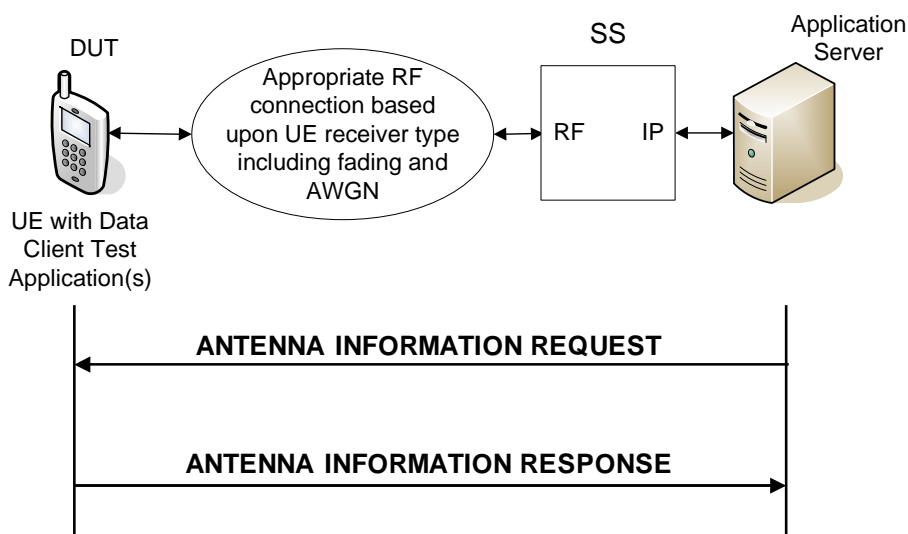 DUT
UE with Data
Client Test
Application(s)
Appropriate RF
connection based
upon UE receiver type
including fading and
AWGN
SS
RF
IP
Application
Server
ANTENNA INFORMATION REQUEST
ANTENNA INFORMATION RESPONSE